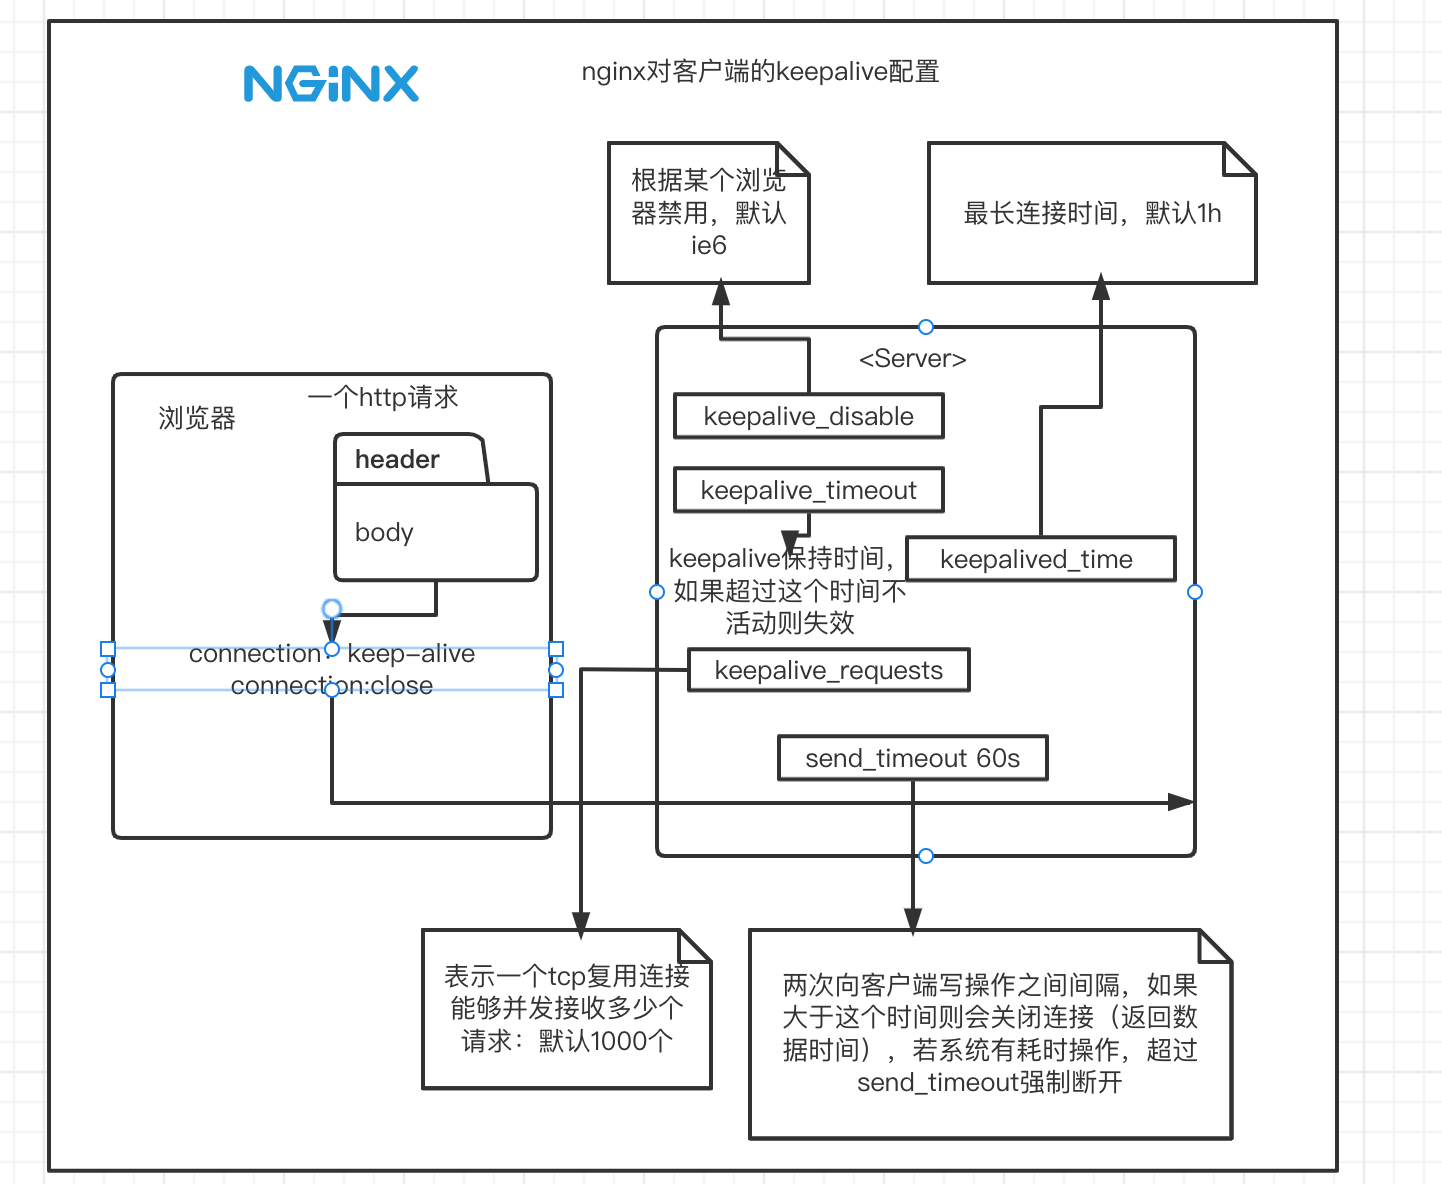 NGINX
nginx对客户端的keepalive配置
根据某个浏览
器禁用，默认
ie6
最长连接时间，默认1h
<Server>
一个http请求
浏览器
header
body
connection： keep-alive
connection:close
keepalive_disable
keepalive_timeout
keepalive保持时间，
如果超过这个时间不
活动则失效
keepalived_time
keepalive_requests
send_timeout 60s
表示一个tcp复用连接
能够并发接收多少个
请求：默认1000个
两次向客户端写操作之间间隔，如果
大于这个时间则会关闭连接（返回数
据时间），若系统有耗时操作，超过
send_timeout强制断开